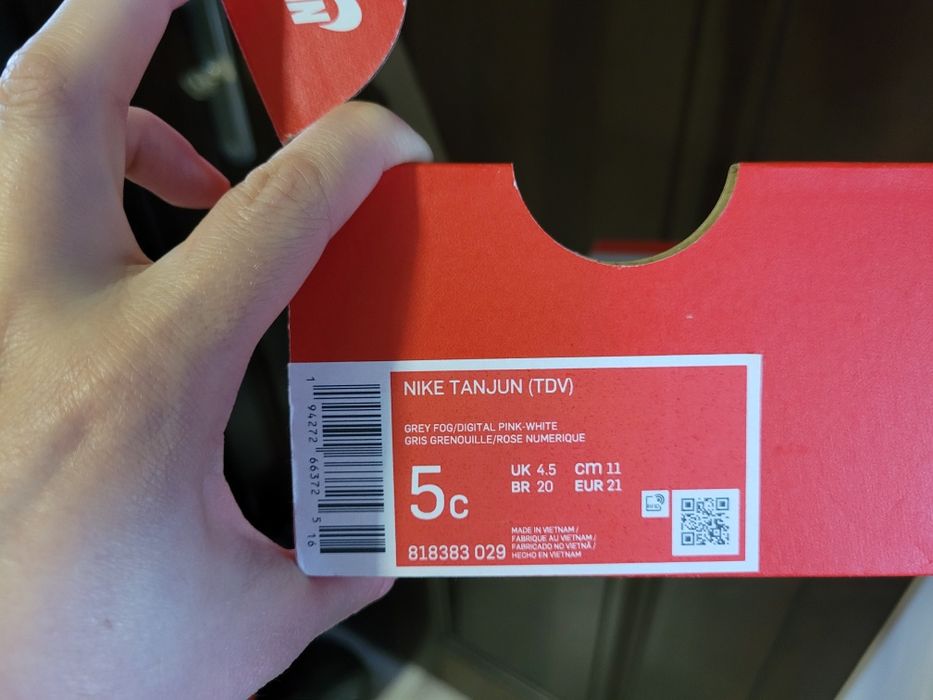 NIKE TANJUN (TDV)
GREY FOG/DIGITAL PINK-WHITE
GRIS GRENOUILLE/ROSE NUMERIQUE
5C
UK 4.5 cm 11
BR 20 EUR 21
818383 029
MADE IN VIETNAM /
FABRIQUE AU VIETNAM /
FABRICADO NO VIETNÃ /
HECHO EN VIETNAM
1 94272 66372 5 16